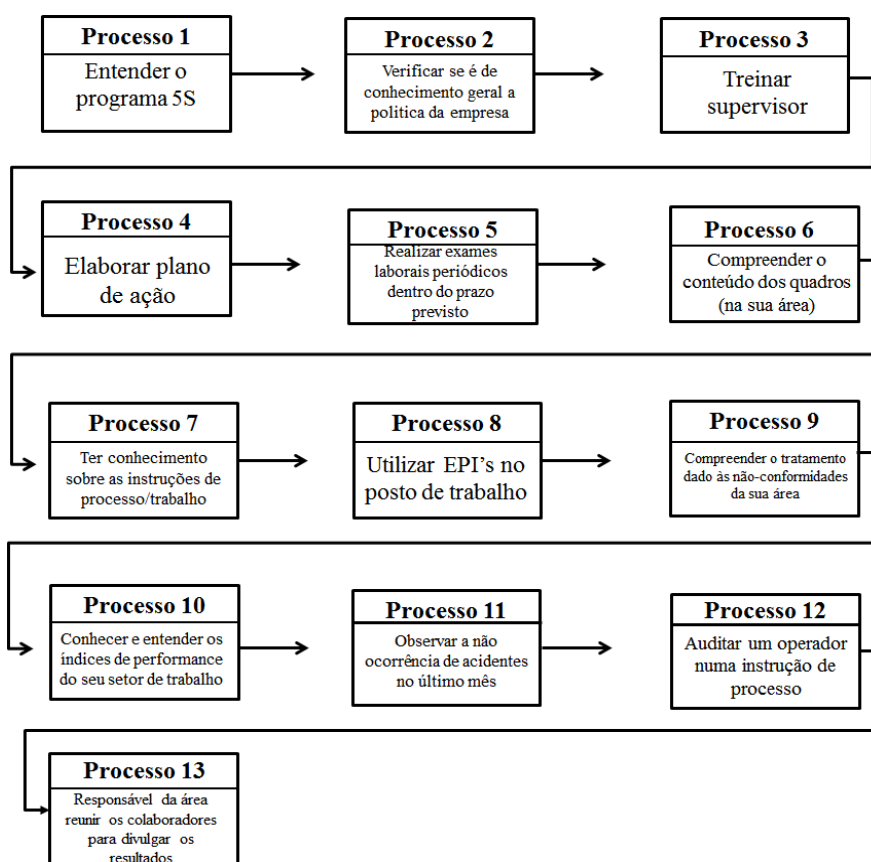 Processo 1
Entender o
programa 5S
Processo 2
Verificar se é de
conhecimento geral a
politica da empresa
Processo 3
Treinar
supervisor
Processo 4
Elaborar plano
de ação
Processo 5
Realizar exames
laborais periódicos
dentro do prazo
previsto
Processo 6
Compreender o
conteúdo dos quadros
(na sua área)
Processo 7
Ter conhecimento
sobre as instruções de
processo/trabalho
Processo 8
Utilizar EPI's no
posto de trabalho
Processo 9
Compreender o tratamento
dado às não-conformidades
da sua área
Processo 10
Conhecer e entender os
índices de performance
do seu setor de trabalho
Processo 11
Observar a não
ocorrência de acidentes
no último mês
Processo 12
Auditar um operador
numa instrução de
processo
Processo 13
Responsável da área
reunir os colaboradores
para divulgar os
resultados